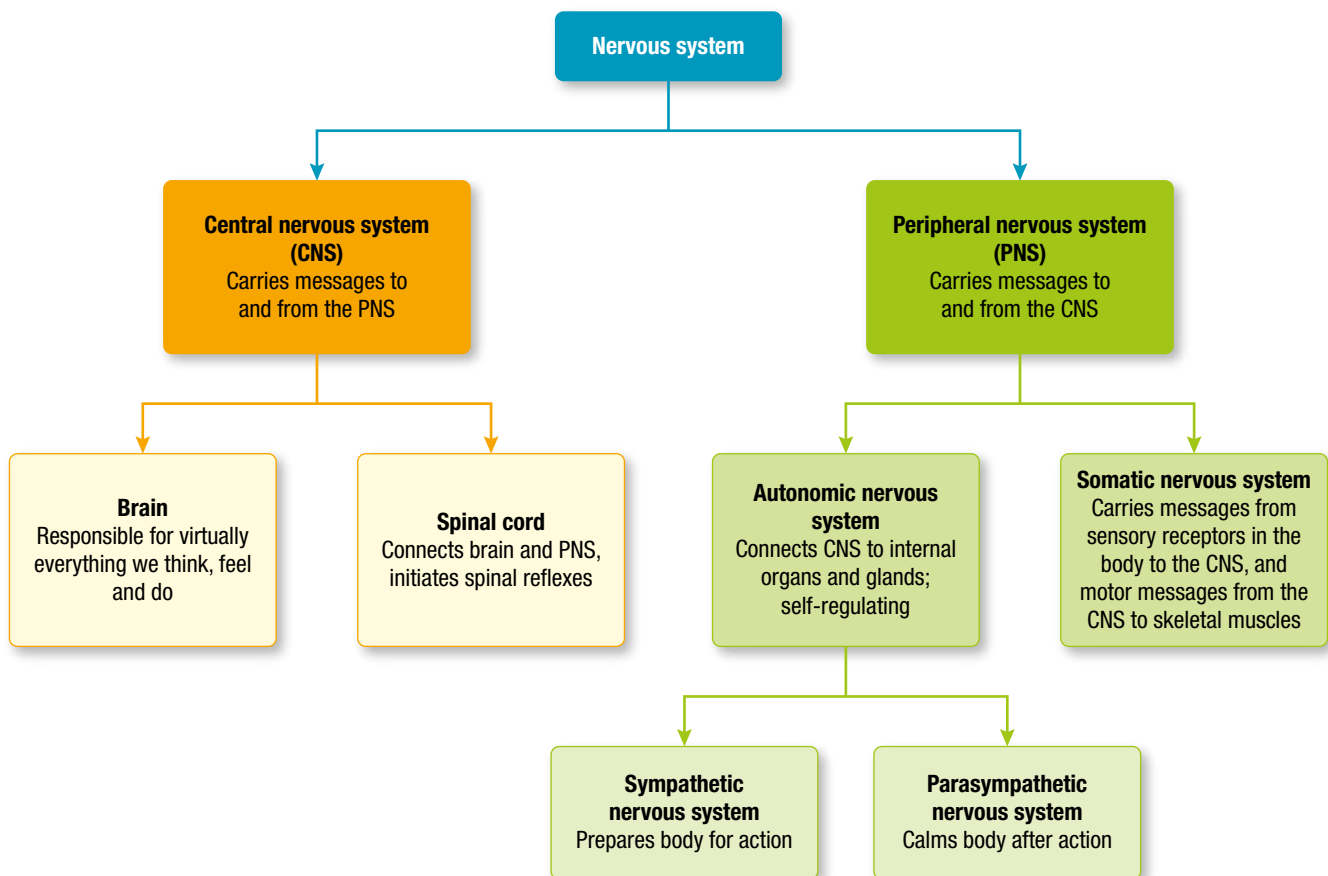 Nervous system
Central nervous system
(CNS)
Carries messages to
and from the PNS
Peripheral nervous system
(PNS)
Carries messages to
and from the CNS
Brain
Responsible for virtually
everything we think, feel
and do
Spinal cord
Connects brain and PNS,
initiates spinal reflexes
Autonomic nervous
system
Connects CNS to internal
organs and glands;
self-regulating
Somatic nervous system
Carries messages from
sensory receptors in the
body to the CNS, and
motor messages from the
CNS to skeletal muscles
Sympathetic
nervous system
Prepares body for action
Parasympathetic
nervous system
Calms body after action